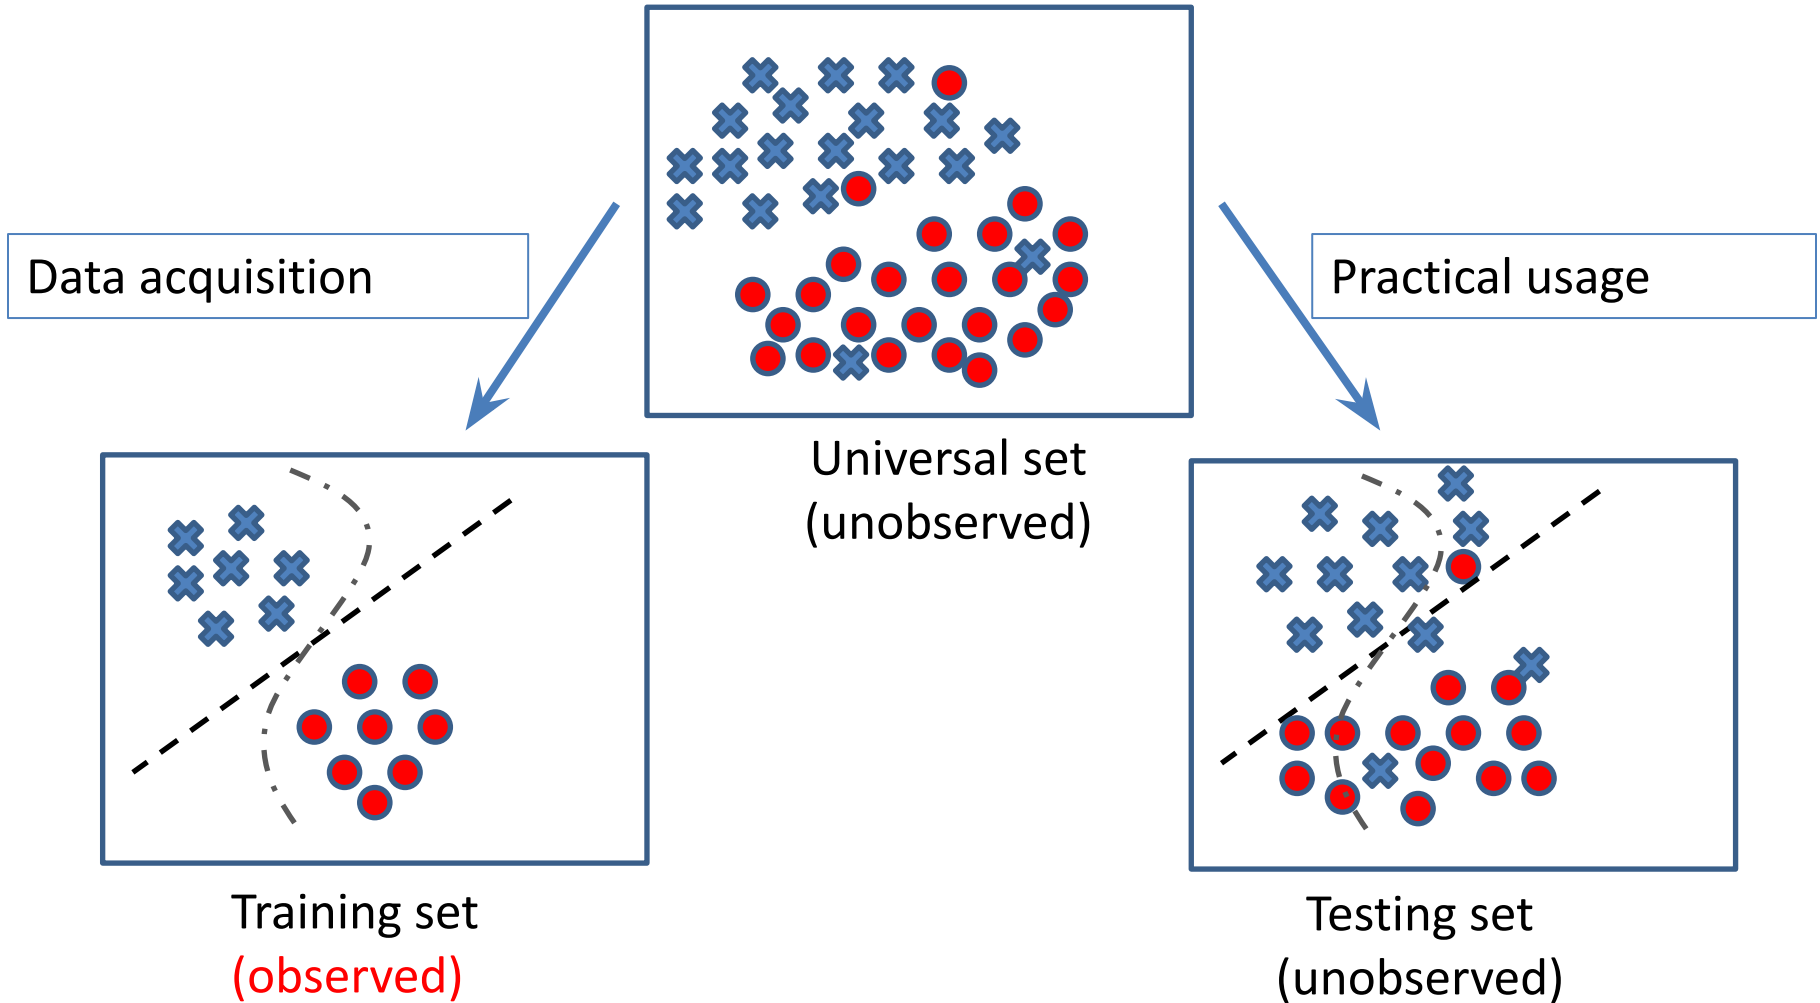 Data acquisition
Practical usage
Universal set
(unobserved)
Training set
(observed)
Testing set
(unobserved)